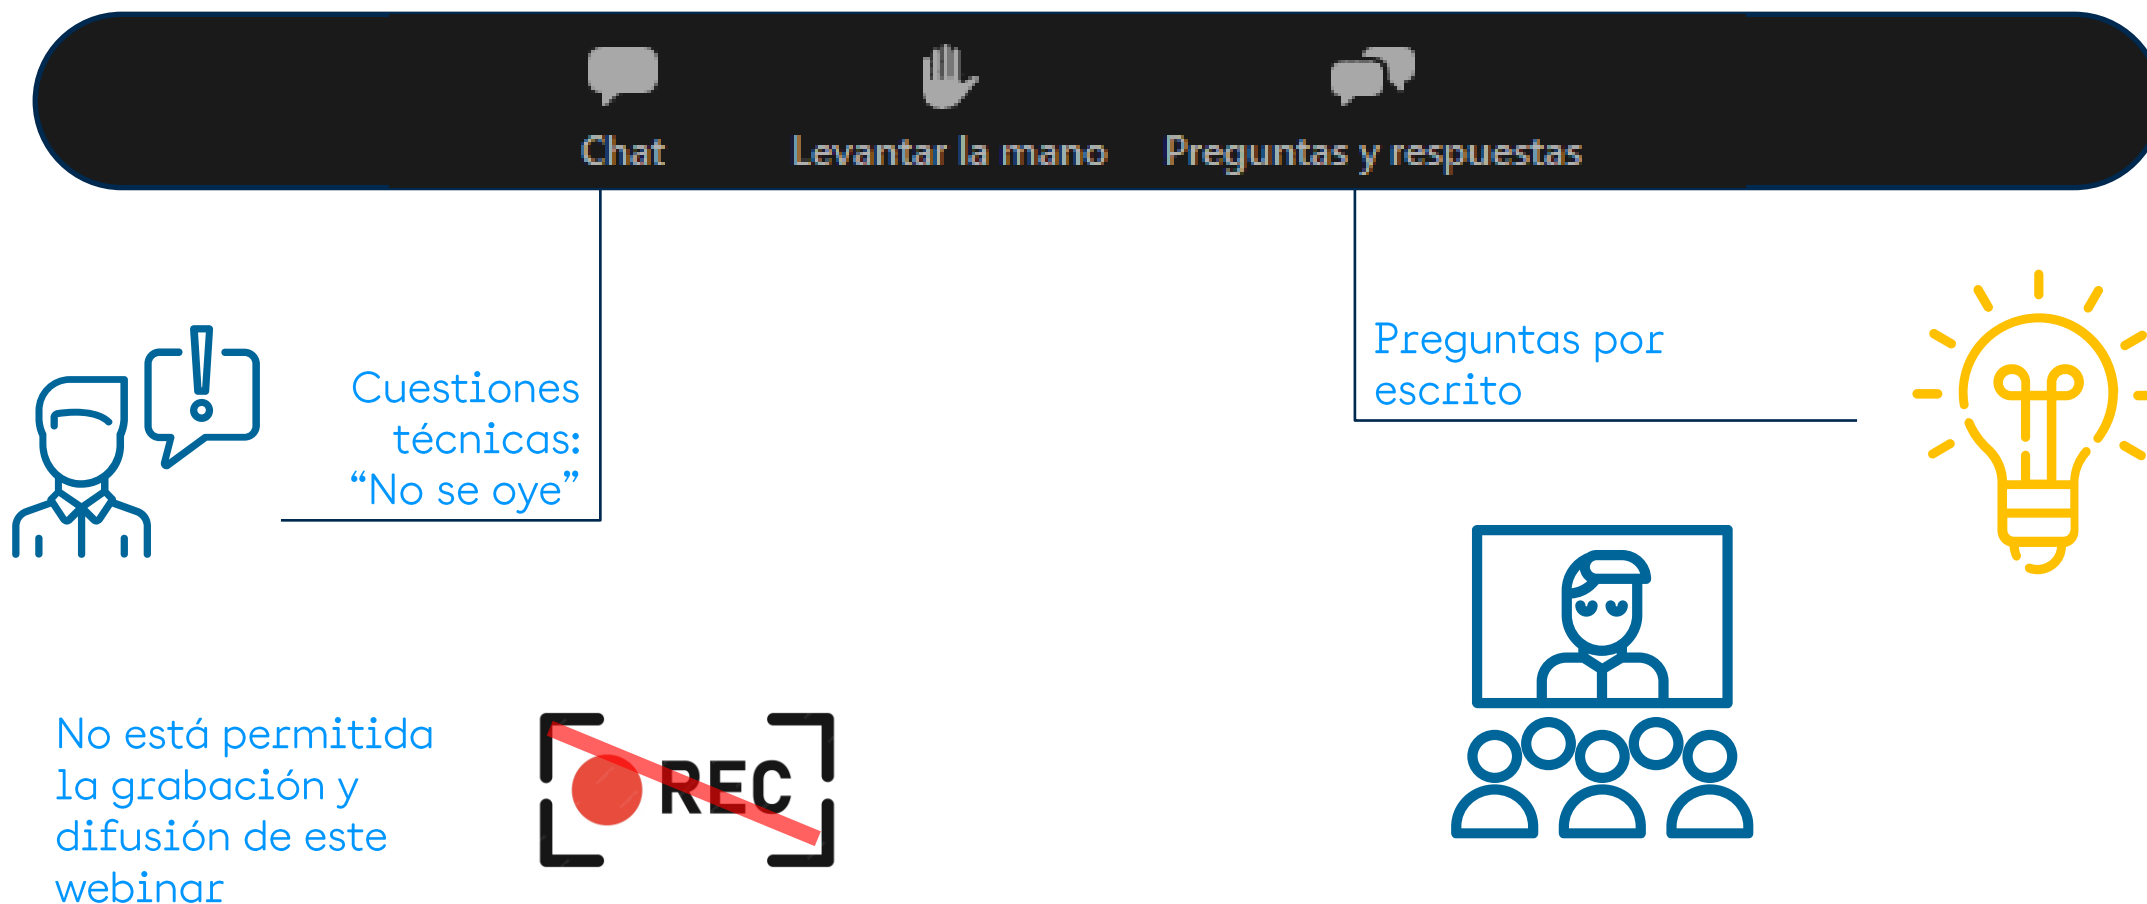 Chat
Levantar la mano
Preguntas y respuestas
Cuestiones
técnicas:
“No se oye”
Preguntas por
escrito
No está permitida
la grabación y
difusión de este
webinar
REC